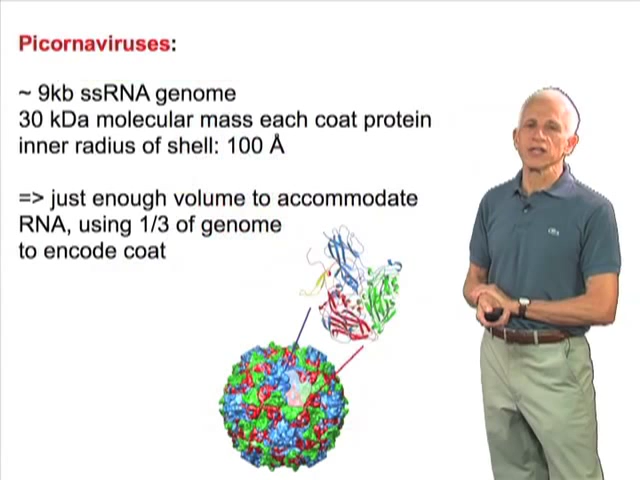 Picornaviruses:
~ 9kb ssRNA genome
30 kDa molecular mass each coat protein
inner radius of shell: 100 Å
=> just enough volume to accommodate
RNA, using 1/3 of genome
to encode coat